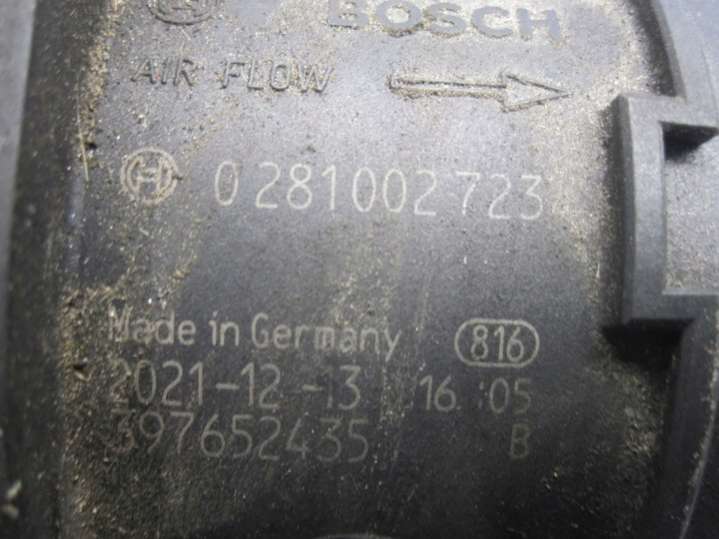 BOSCH
AIR FLOW
0 281 002 723
Made in Germany 816
2021-12-13 16:05
397652435 B